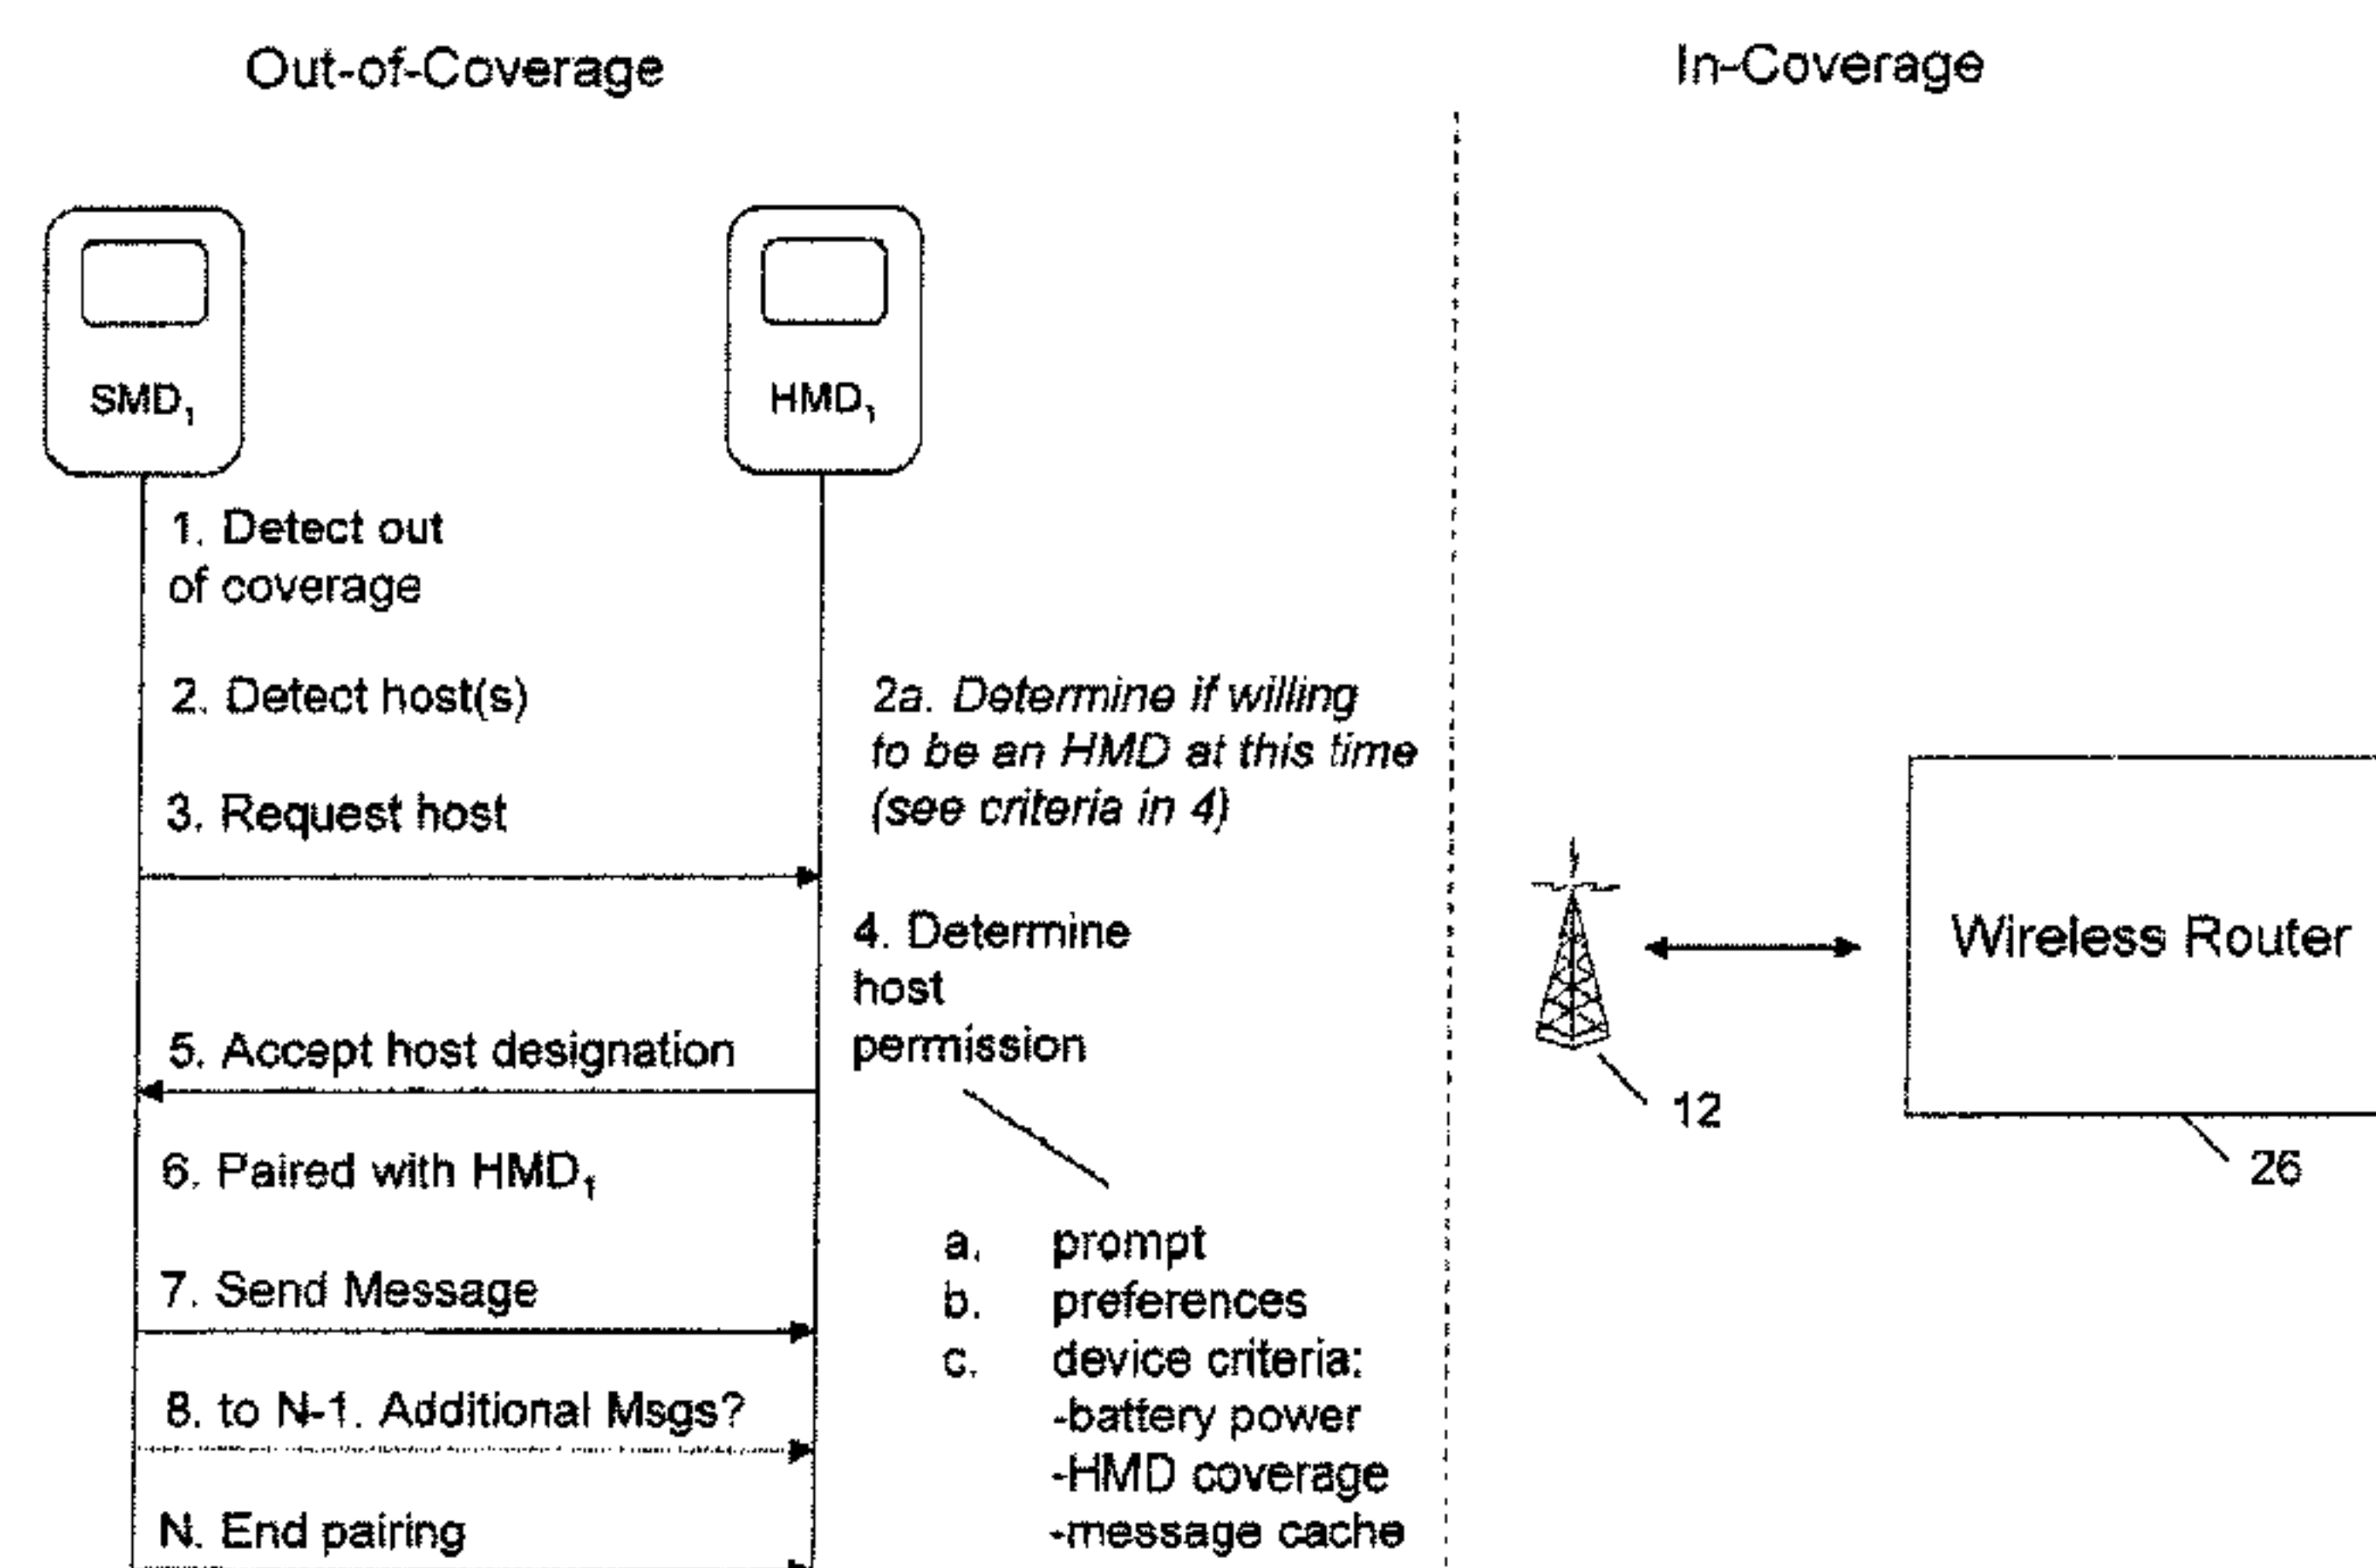 Out-of-Coverage
In-Coverage
SMD₁
HMD₁
1. Detect out
of coverage
2. Detect host(s)
2a. Determine if willing
to be an HMD at this time
(see criteria in 4)
3. Request host
4. Determine
host
permission
5. Accept host designation
6. Paired with HMD₁
7. Send Message
8. to N-1. Additional Msgs?
N. End pairing
a. prompt
b. preferences
c. device criteria:
-battery power
-HMD coverage
-message cache
Wireless Router
12
26